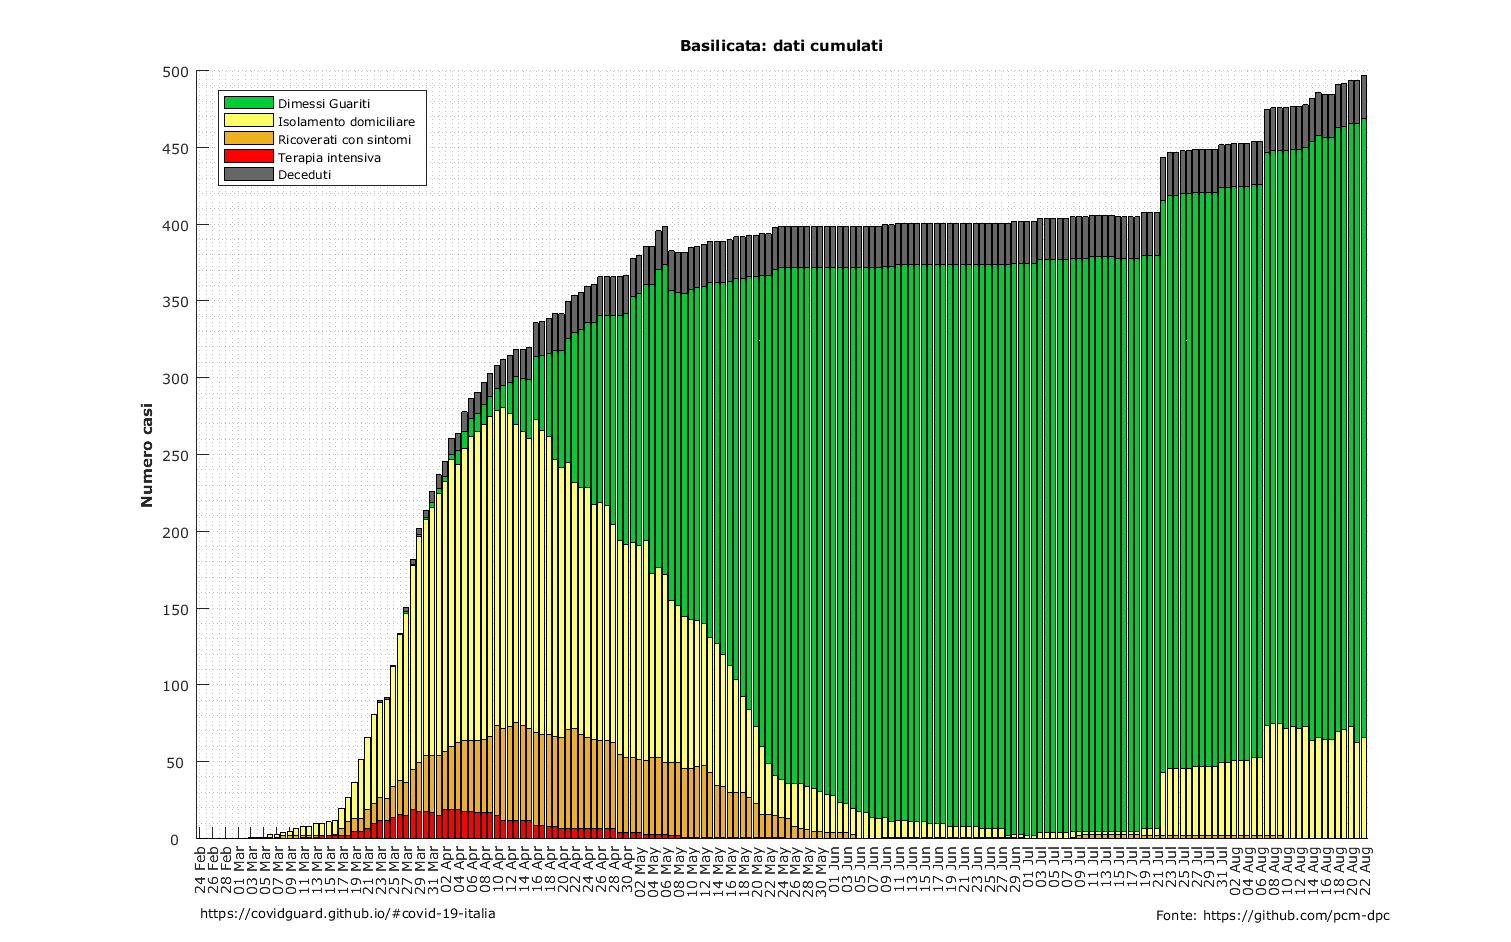 Basilicata: dati cumulati
500
450
400
350
300
250
200
150
100
50
0
Numero casi
Dimessi Guariti
Isolamento domiciliare
Ricoverati con sintomi
Terapia intensiva
Deceduti
24 Feb
26 Feb
28 Feb
01 Mar
03 Mar
05 Mar
07 Mar
09 Mar
11 Mar
13 Mar
15 Mar
17 Mar
19 Mar
21 Mar
23 Mar
25 Mar
27 Mar
29 Mar
31 Mar
02 Apr
04 Apr
06 Apr
08 Apr
10 Apr
12 Apr
14 Apr
16 Apr
18 Apr
20 Apr
22 Apr
24 Apr
26 Apr
28 Apr
30 Apr
02 May
04 May
06 May
08 May
10 May
12 May
14 May
16 May
18 May
20 May
22 May
24 May
26 May
28 May
30 May
01 Jun
03 Jun
05 Jun
07 Jun
09 Jun
11 Jun
13 Jun
15 Jun
17 Jun
19 Jun
21 Jun
23 Jun
25 Jun
27 Jun
29 Jun
01 Jul
03 Jul
05 Jul
07 Jul
09 Jul
11 Jul
13 Jul
15 Jul
17 Jul
19 Jul
21 Jul
23 Jul
25 Jul
27 Jul
29 Jul
31 Jul
02 Aug
04 Aug
06 Aug
08 Aug
10 Aug
12 Aug
14 Aug
16 Aug
18 Aug
20 Aug
22 Aug
https://covidguard.github.io/#covid-19-italia
Fonte: https://github.com/pcm-dpc